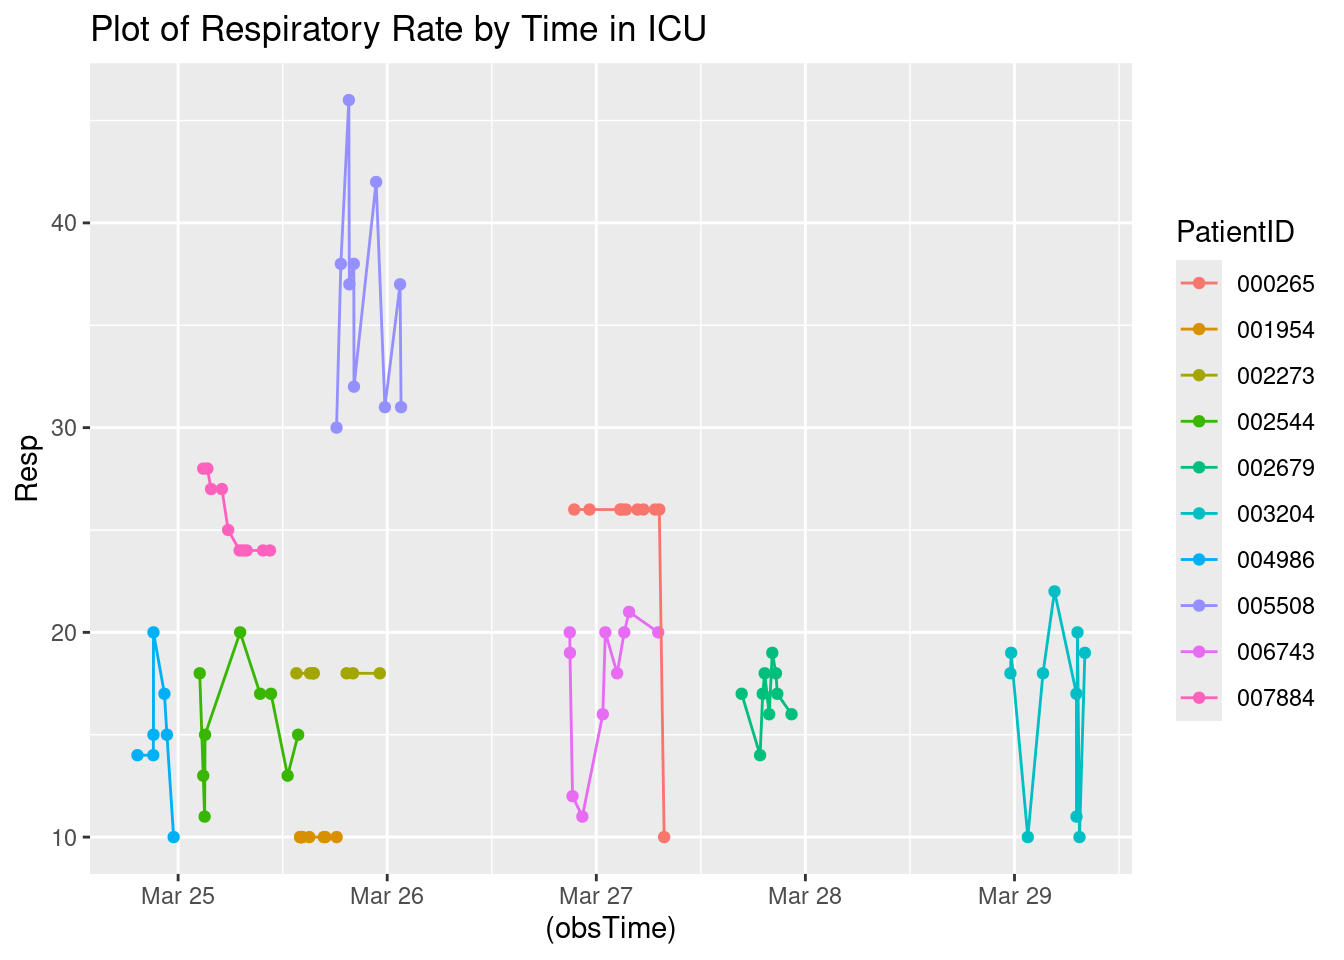 Plot of Respiratory Rate by Time in ICU
Resp
40
30
20
10
Mar 25 Mar 26 Mar 27 Mar 28 Mar 29
(obsTime)
PatientID
000265
001954
002273
002544
002679
003204
004986
005508
006743
007884